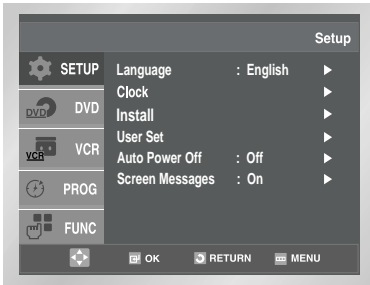 Setup
SETUP
Language : English ►
Clock ►
Install ►
User Set ►
Auto Power Off : Off ►
Screen Messages : On ►
DVD DVD
VCR VCR
PROG
FUNC
OK RETURN MENU